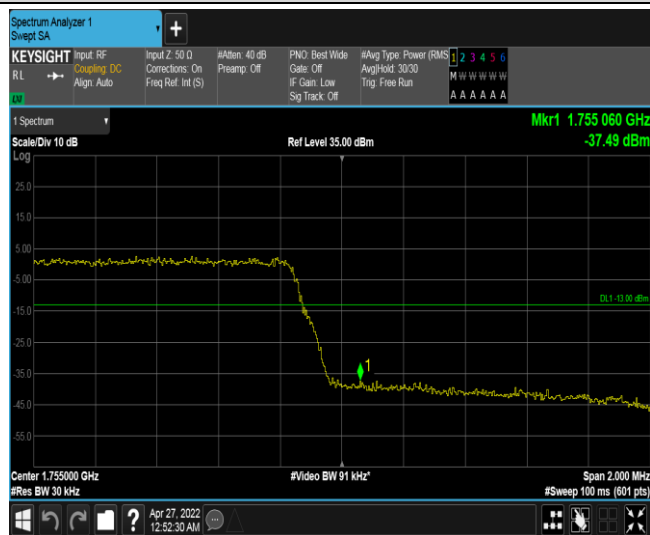 Spectrum Analyzer 1
Swept SA
+
KEYSIGHT
RL
LNI
Input: RF
Coupling: DC
Align: Auto
Input Z: 50 Ω
Corrections: On
Freq Ref: Int (S)
#Atten: 40 dB
Preamp: Off
PNO: Best Wide
Gate: Off
IF Gain: Low
Sig Track: Off
#Avg Type: Power (RMS
Avg|Hold: 30/30
Trig: Free Run
1 2 3 4 5 6
M W W W W W
A A A A A A
1 Spectrum
Scale/Div 10 dB
Log
Ref Level 35.00 dBm
Mkr1 1.755 060 GHz
-37.49 dBm
25.0
15.0
5.00
-5.00
-15.0
-25.0
-35.0
-45.0
-55.0
DL1 -13.00 dBm
1
Center 1.755000 GHz
#Res BW 30 kHz
#Video BW 91 kHz*
Span 2.000 MHz
#Sweep 100 ms (601 pts)
?
Apr 27, 2022
12:52:30 AM